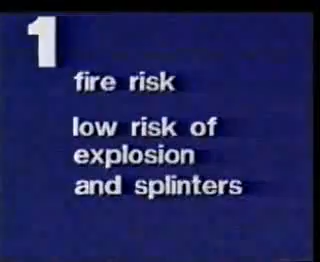 1
fire risk
low risk of
explosion
and splinters